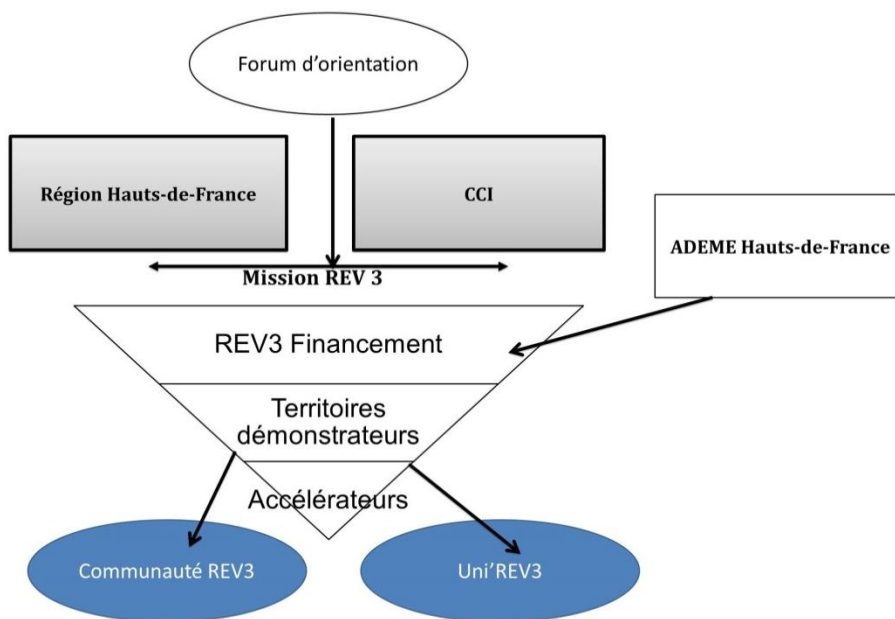 Forum d’orientation
Région Hauts-de-France
CCI
ADEME Hauts-de-France
Mission REV 3
REV3 Financement
Territoires
démonstrateurs
Accélérateurs
Communauté REV3
Uni’REV3